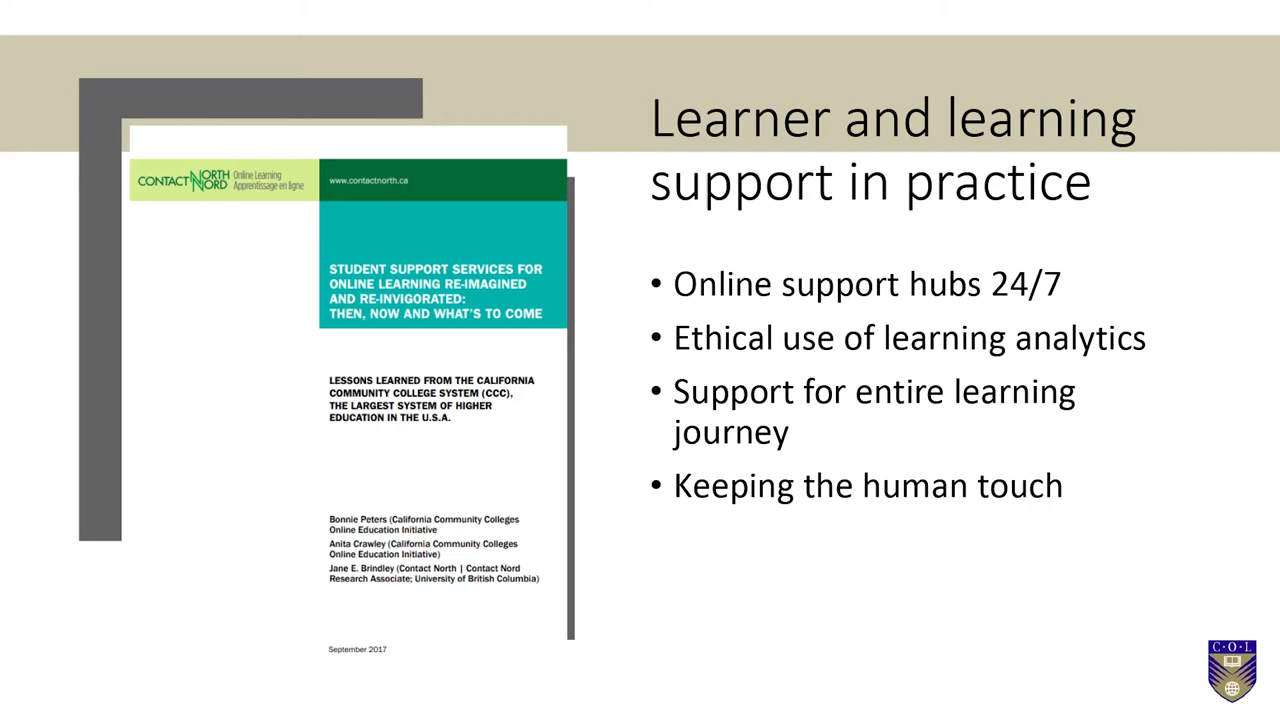 Learner and learning
support in practice
• Online support hubs 24/7
• Ethical use of learning analytics
• Support for entire learning
journey
• Keeping the human touch
CONTACT NORTH NORD Online Learning
Apprentissage en ligne
www.contactnorth.ca
STUDENT SUPPORT SERVICES FOR
ONLINE LEARNING RE-IMAGINED
AND RE-INVIGORATED:
THEN, NOW AND WHAT'S TO COME
LESSONS LEARNED FROM THE CALIFORNIA
COMMUNITY COLLEGE SYSTEM (CCC),
THE LARGEST SYSTEM OF HIGHER
EDUCATION IN THE U.S.A.
Bonnie Peters (California Community Colleges
Online Education Initiative
Anita Crawley (California Community Colleges
Online Education Initiative)
Jane E. Brindley (Contact North | Contact Nord
Research Associate; University of British Columbia)
September 2017
C·O·L